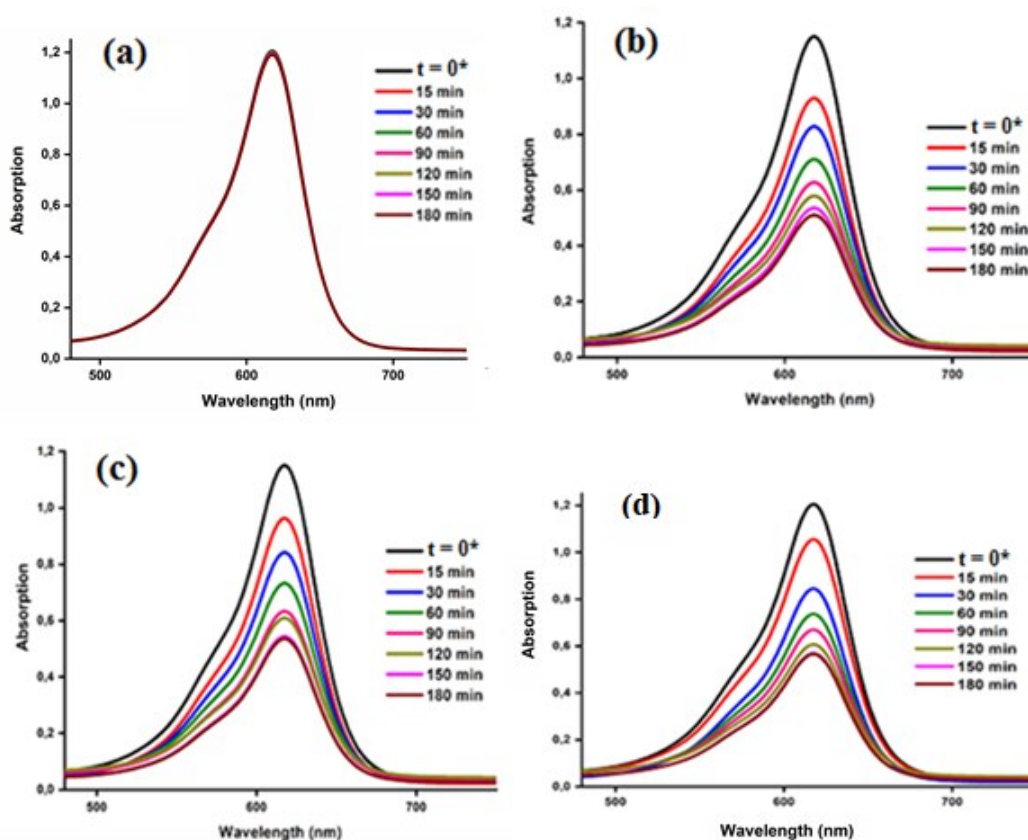 (a)
1,2
1,0
0,8
0,6
0,4
0,2
0,0
Absorption
500
600
700
Wavelength (nm)
t = 0*
15 min
30 min
60 min
90 min
120 min
150 min
180 min
(b)
1,2
1,0
0,8
0,6
0,4
0,2
0,0
Absorption
500
600
700
Wavelength (nm)
t = 0*
15 min
30 min
60 min
90 min
120 min
150 min
180 min
(c)
1,2
1,0
0,8
0,6
0,4
0,2
0,0
Absorption
500
600
700
Wavelength (nm)
t = 0*
15 min
30 min
60 min
90 min
120 min
150 min
180 min
(d)
1,2
1,0
0,8
0,6
0,4
0,2
0,0
Absorption
500
600
700
Wavelength (nm)
t = 0*
15 min
30 min
60 min
90 min
120 min
150 min
180 min